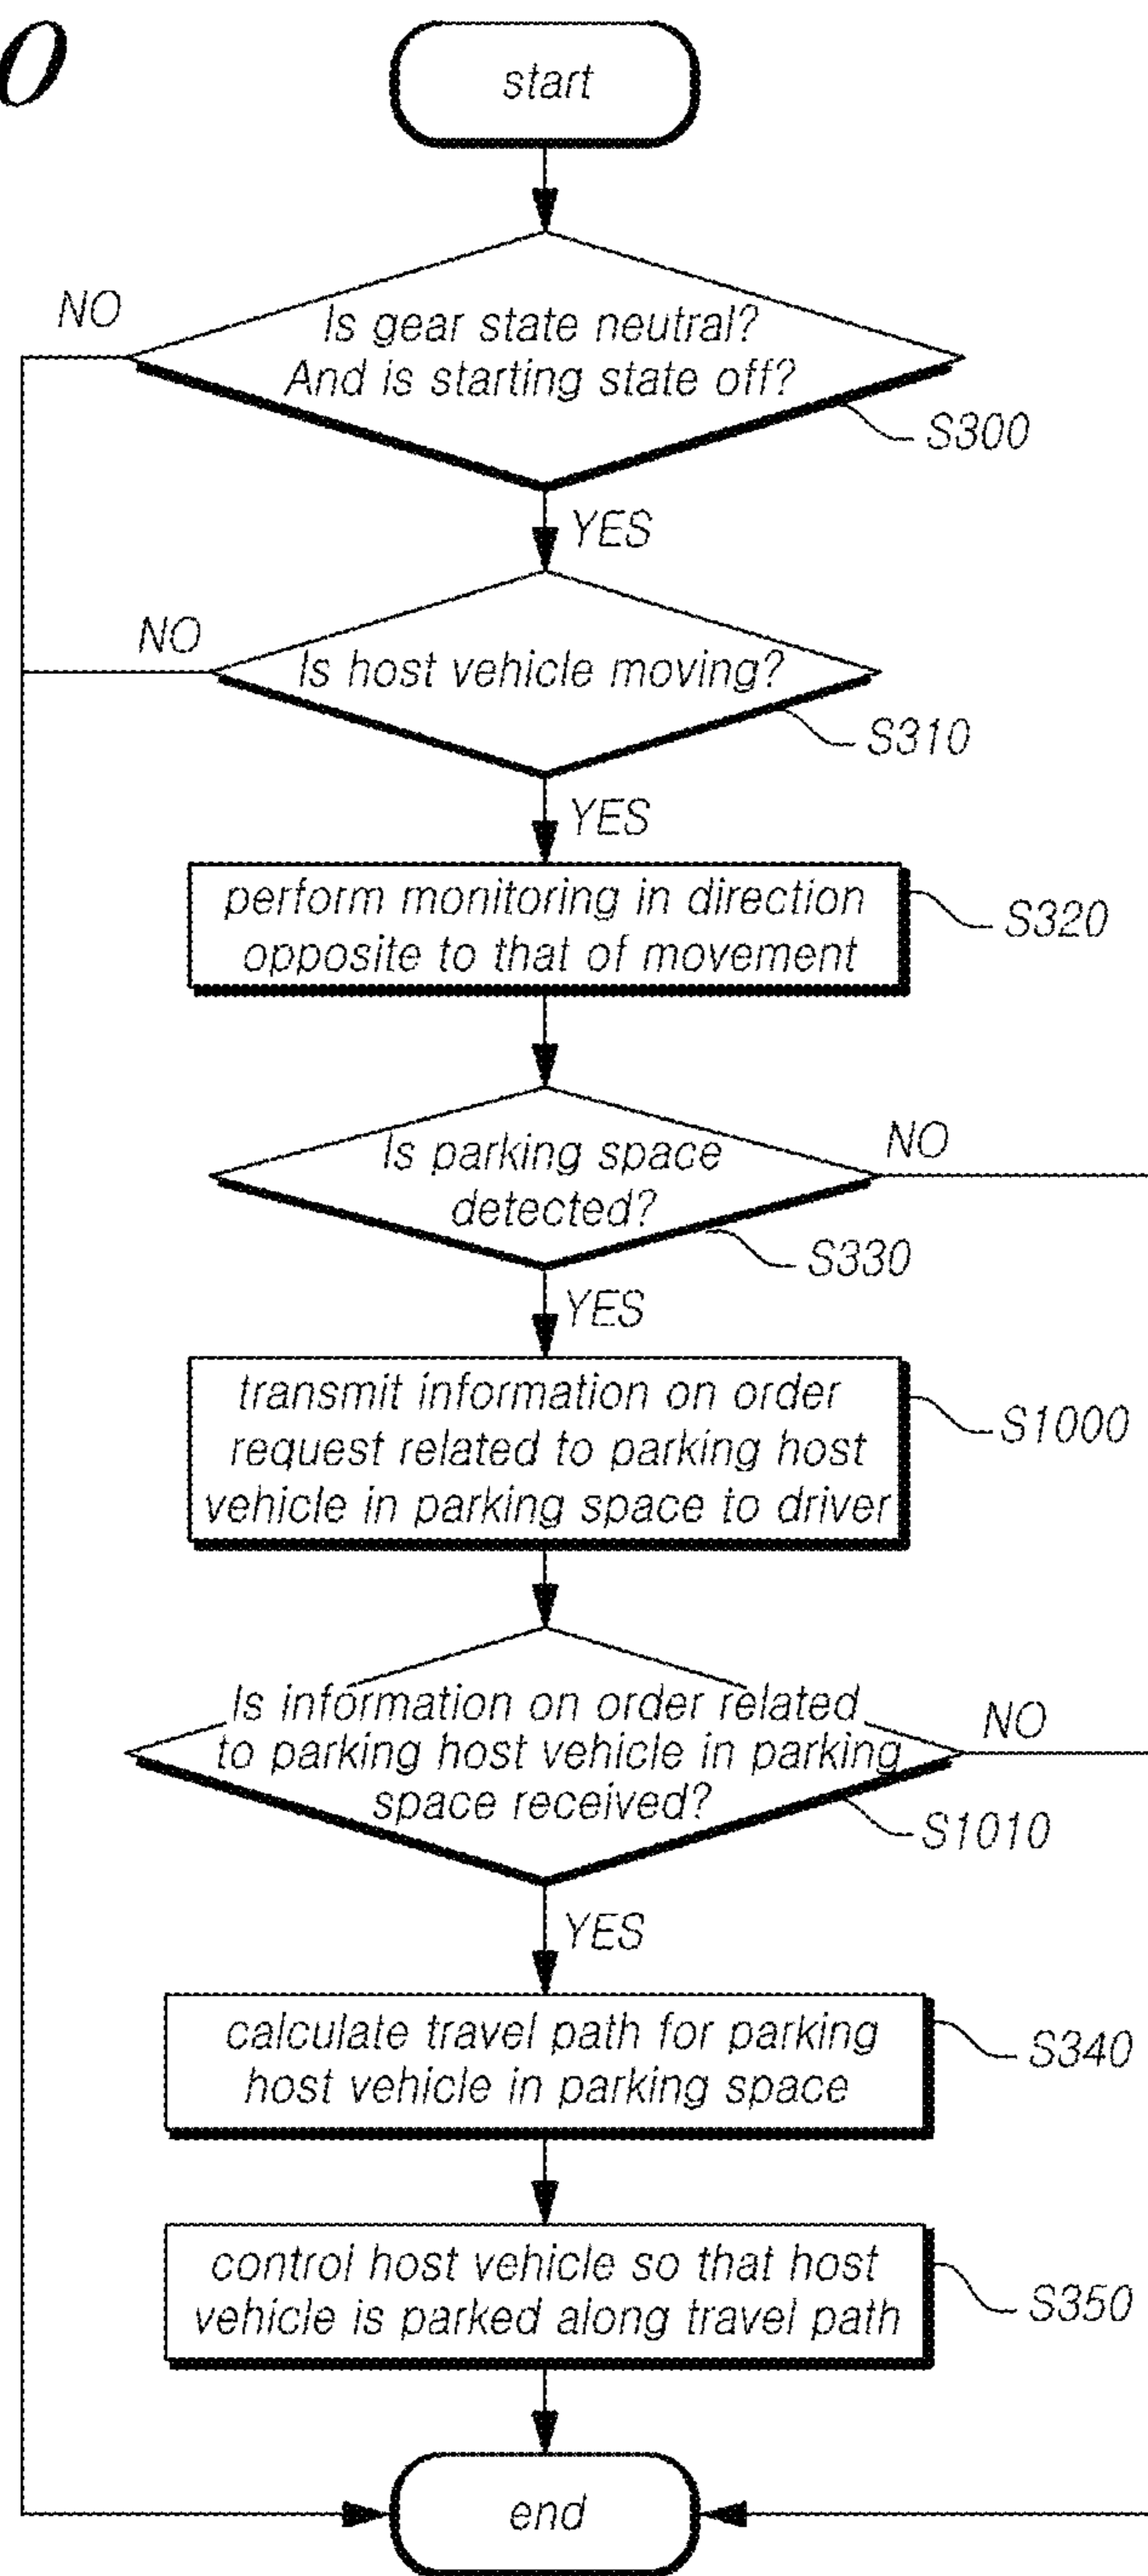 0
start
NO
Is gear state neutral?
And is starting state off?
S300
YES
NO
Is host vehicle moving?
S310
YES
perform monitoring in direction
opposite to that of movement
S320
Is parking space
detected?
NO
S330
YES
transmit information on order
request related to parking host
vehicle in parking space to driver
S1000
Is information on order related
to parking host vehicle in parking
space received?
NO
S1010
YES
calculate travel path for parking
host vehicle in parking space
S340
control host vehicle so that host
vehicle is parked along travel path
S350
end